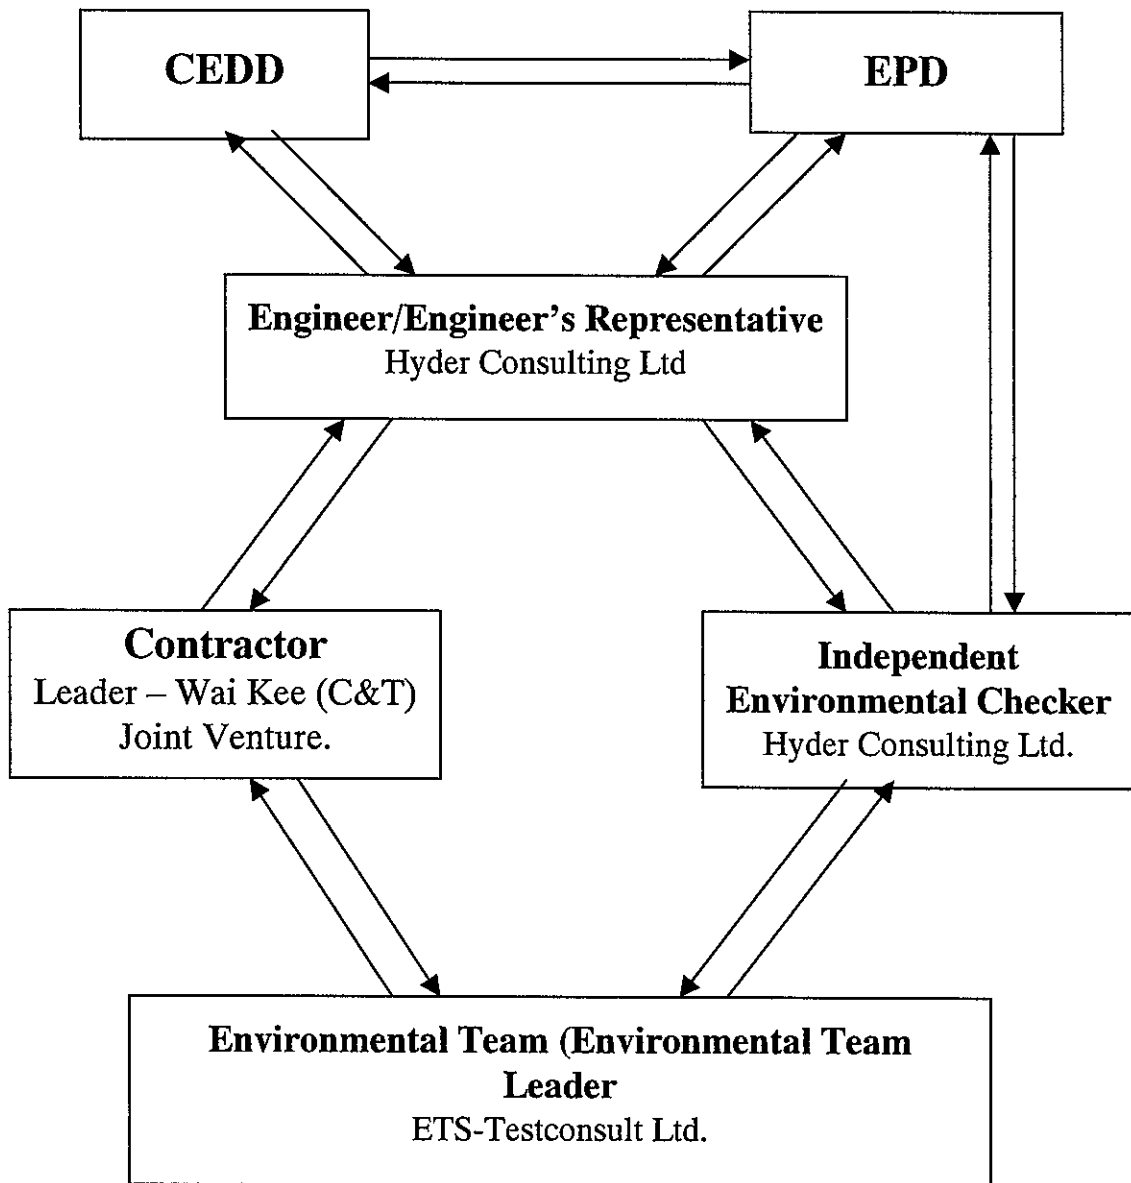 CEDD
EPD
Engineer/Engineer's Representative
Hyder Consulting Ltd
Contractor
Leader – Wai Kee (C&T)
Joint Venture.
Independent
Environmental Checker
Hyder Consulting Ltd.
Environmental Team (Environmental Team
Leader
ETS-Testconsult Ltd.